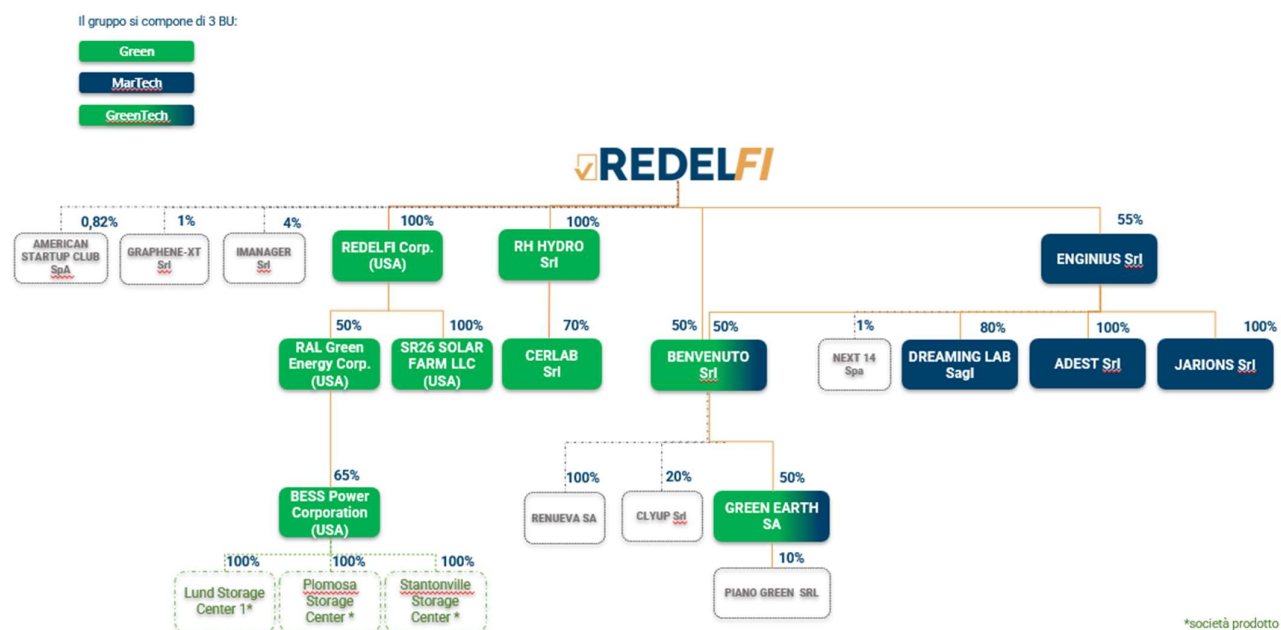 Il gruppo si compone di 3 BU:
Green
MarTech
GreenTech
REDELFI
0,82%
1%
4%
100%
100%
55%
AMERICAN
STARTUP CLUB
SpA
GRAPHENE-XT
Srl
IMANAGER
Srl
REDELFI Corp.
(USA)
RH HYDRO
Srl
ENGINIUS Srl
50%
100%
70%
50%
50%
1%
80%
100%
100%
RAL Green
Energy Corp.
(USA)
SR26 SOLAR
FARM LLC
(USA)
CERLAB
Srl
BENVENUTO
Srl
NEXT 14
Spa
DREAMING LAB
Sagl
ADEST Srl
JARIONS Srl
65%
100%
20%
50%
BESS Power
Corporation
(USA)
RENUEVA SA
CLYUP Srl
GREEN EARTH
SA
100%
100%
100%
10%
Lund Storage
Center 1*
Plomosa
Storage
Center *
Stantonville
Storage
Center *
PIANO GREEN SRL
*società prodotto